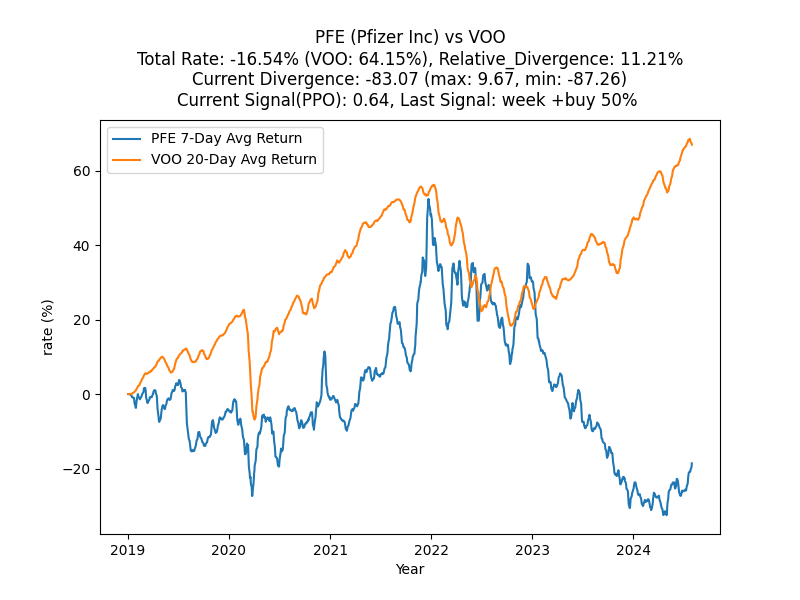 PFE (Pfizer Inc) vs VOO
Total Rate: -16.54% (VOO: 64.15%), Relative_Divergence: 11.21%
Current Divergence: -83.07 (max: 9.67, min: -87.26)
Current Signal(PPO): 0.64, Last Signal: week +buy 50%
PFE 7-Day Avg Return
VOO 20-Day Avg Return
60
40
20
0
−20
rate (%)
2019
2020
2021
2022
2023
2024
Year